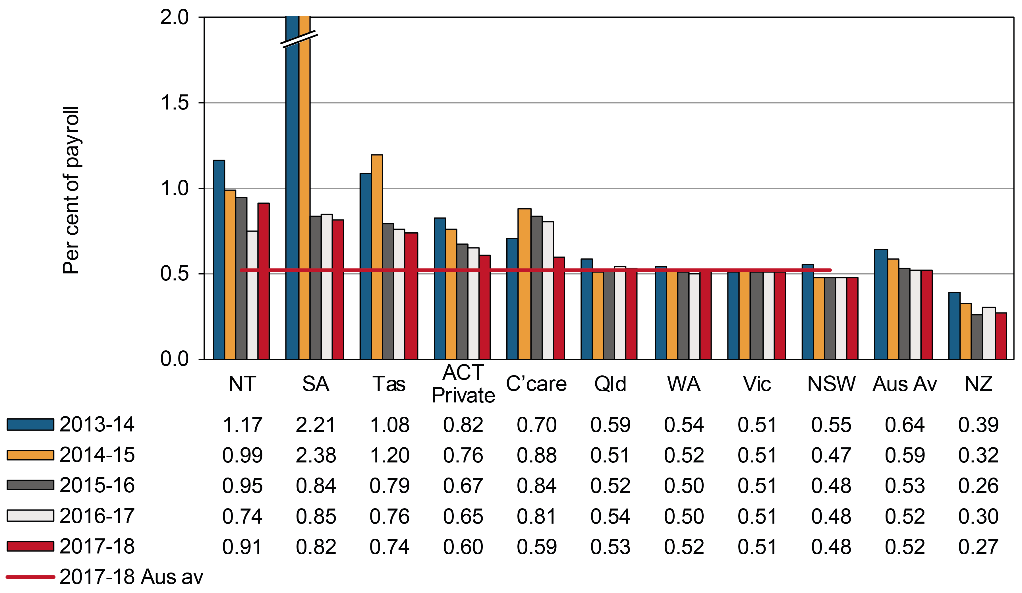 2.0
1.5
1.0
0.5
0.0
Per cent of payroll
NT SA Tas ACT Private C'care Qld WA Vic NSW Aus Av NZ
2013-14 1.17 2.21 1.08 0.82 0.70 0.59 0.54 0.51 0.55 0.64 0.39
2014-15 0.99 2.38 1.20 0.76 0.88 0.51 0.52 0.51 0.47 0.59 0.32
2015-16 0.95 0.84 0.79 0.67 0.84 0.52 0.50 0.51 0.48 0.53 0.26
2016-17 0.74 0.85 0.76 0.65 0.81 0.54 0.50 0.51 0.48 0.52 0.30
2017-18 0.91 0.82 0.74 0.60 0.59 0.53 0.52 0.51 0.48 0.52 0.27
2017-18 Aus av